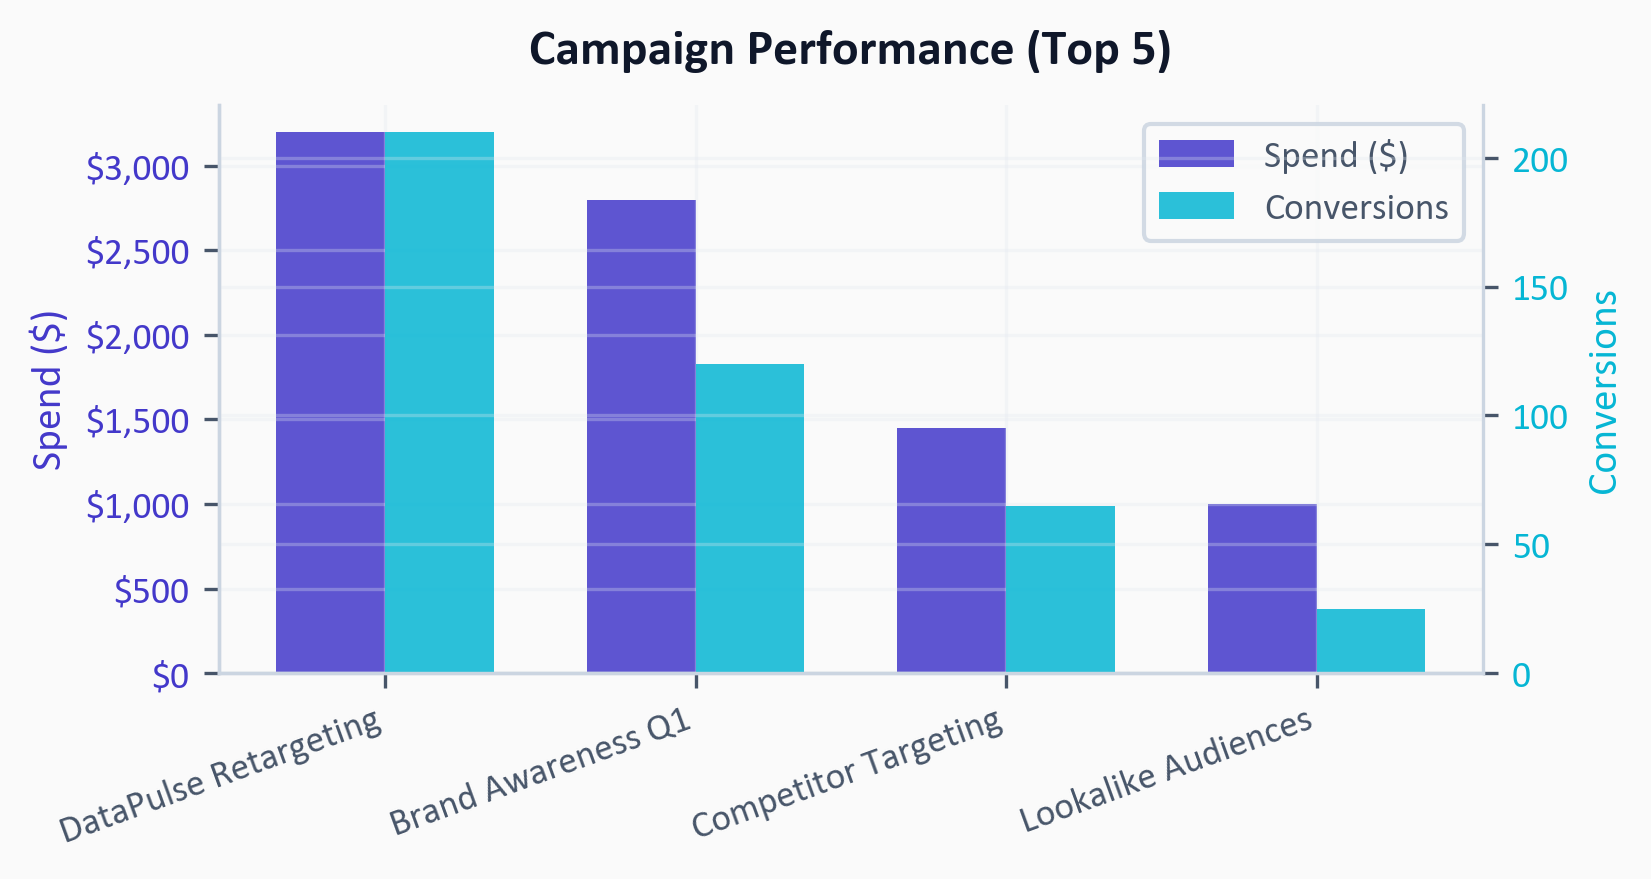 Campaign Performance (Top 5)
Spend ($)
Conversions
$3,000
$2,500
$2,000
$1,500
$1,000
$500
$0
Spend ($)
200
150
100
50
0
Conversions
DataPulse Retargeting
Brand Awareness Q1
Competitor Targeting
Lookalike Audiences